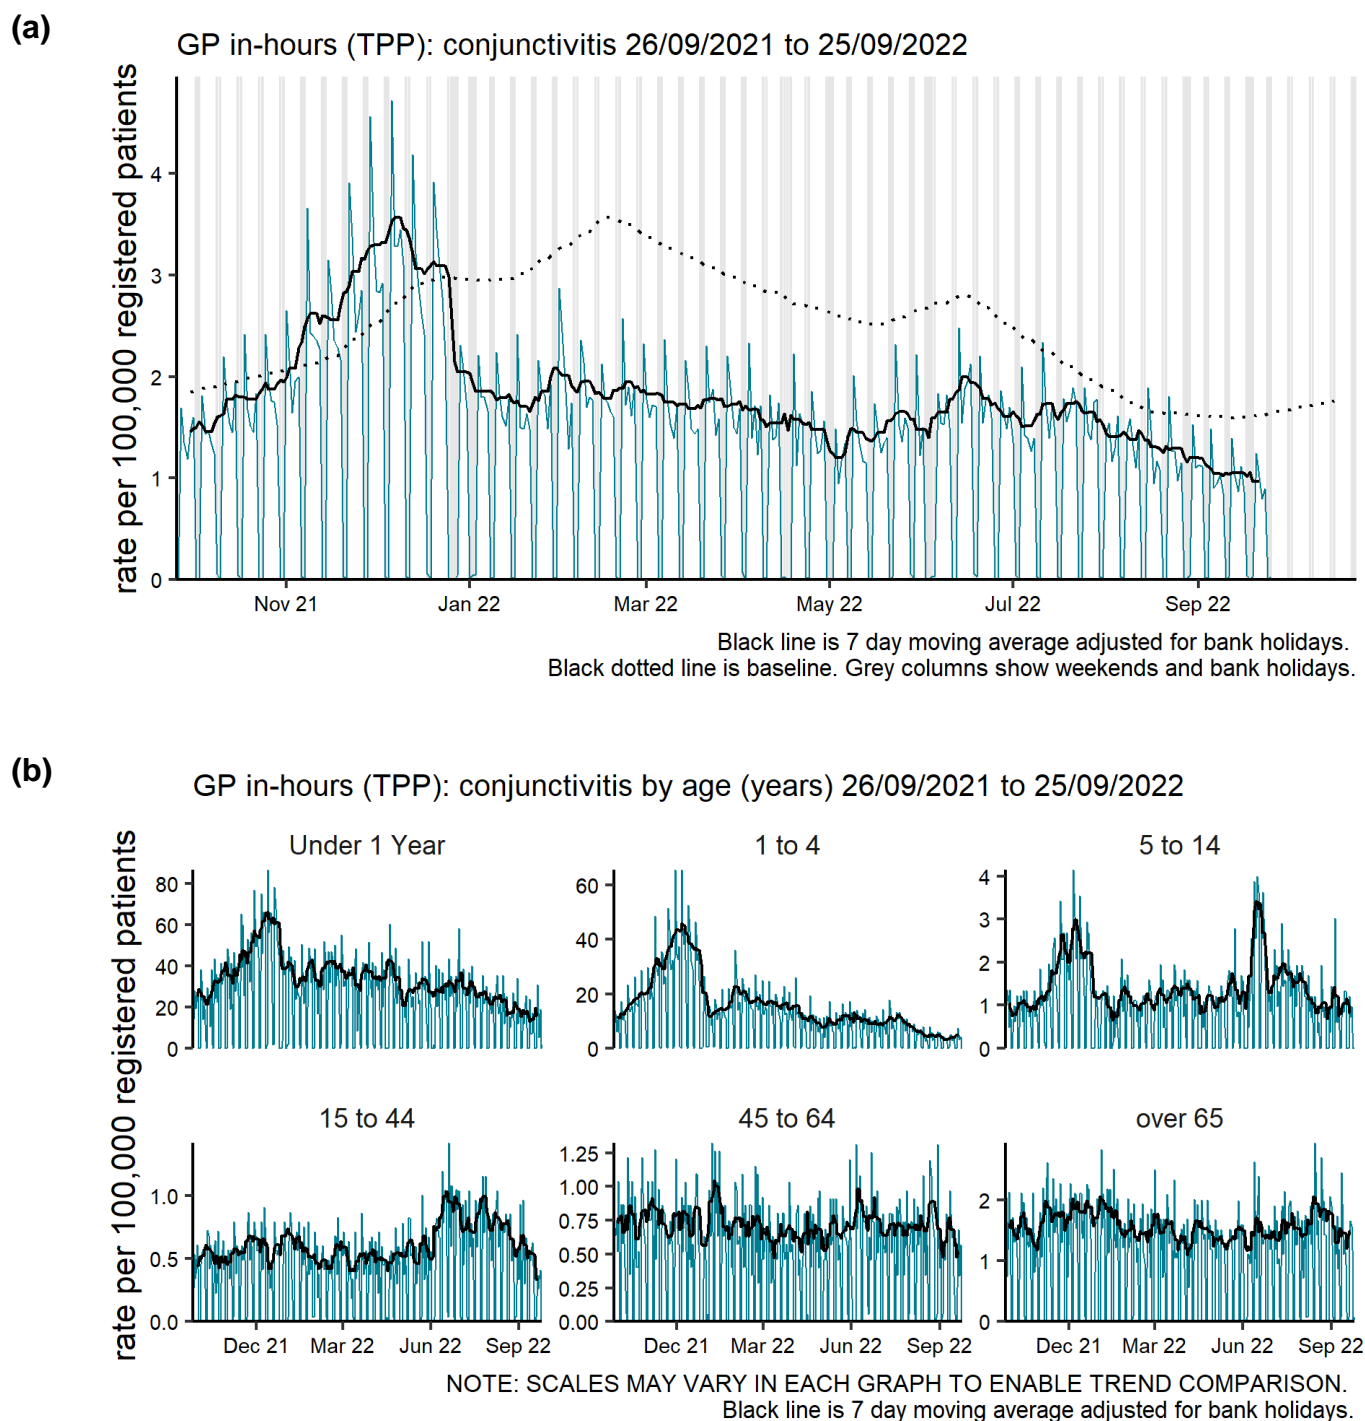 (a)
GP in-hours (TPP): conjunctivitis 26/09/2021 to 25/09/2022
rate per 100,000 registered patients
4
3
2
1
0
Nov 21 Jan 22 Mar 22 May 22 Jul 22 Sep 22
Black line is 7 day moving average adjusted for bank holidays.
Black dotted line is baseline. Grey columns show weekends and bank holidays.
(b)
GP in-hours (TPP): conjunctivitis by age (years) 26/09/2021 to 25/09/2022
rate per 100,000 registered patients
Under 1 Year
80
60
40
20
0
1 to 4
60
40
20
0
5 to 14
4
3
2
1
0
15 to 44
1.0
0.5
0.0
Dec 21 Mar 22 Jun 22 Sep 22
45 to 64
1.25
1.00
0.75
0.50
0.25
0.00
Dec 21 Mar 22 Jun 22 Sep 22
over 65
2
1
0
Dec 21 Mar 22 Jun 22 Sep 22
NOTE: SCALES MAY VARY IN EACH GRAPH TO ENABLE TREND COMPARISON.
Black line is 7 day moving average adjusted for bank holidays.